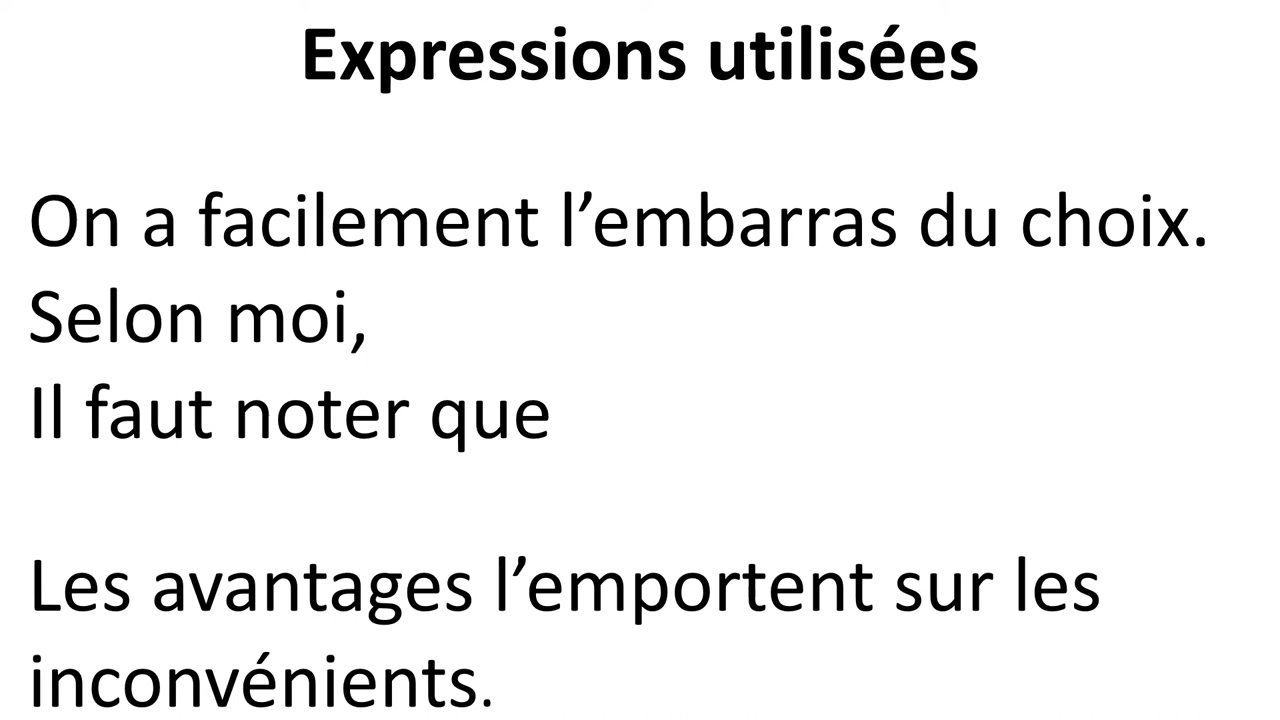 Expressions utilisées
On a facilement l’embarras du choix.
Selon moi,
Il faut noter que
Les avantages l’emportent sur les
inconvénients.